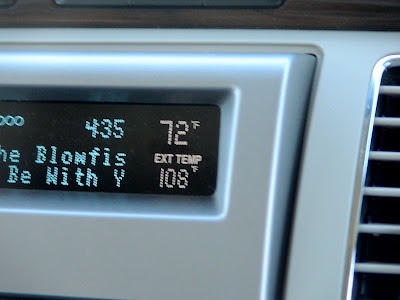 435 72°F
he Blowfis EXT TEMP
Be With Y 108°F